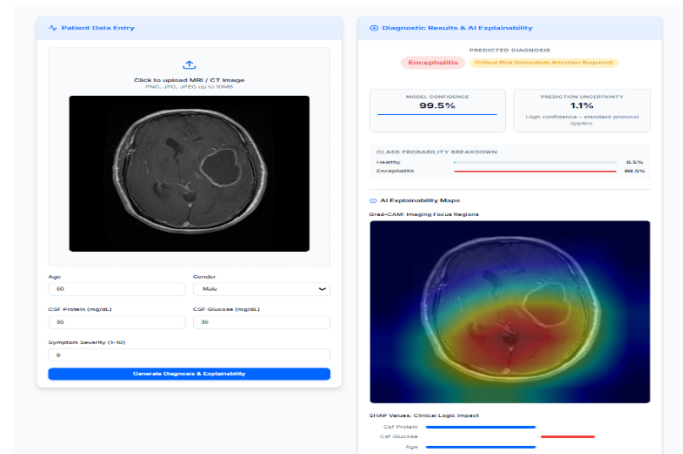 Patient Data Entry
Click to upload MRI / CT Image
PNG, JPG, JPEG up to 10MB
Age
Gender
60
Male
CSF Protein (mg/dL)
CSF Glucose (mg/dL)
36
36
Symptom Severity (1-10)
9
Generate Diagnosis & Explainability
Diagnostic Results & AI Explainability
PREDICTED DIAGNOSIS
Encephalitis
Critical Risk (Immediate Attention Required)
MODEL CONFIDENCE
99.5%
PREDICTION UNCERTAINTY
1.1%
High confidence – standard protocol
applies.
CLASS PROBABILITY BREAKDOWN
Healthy
0.5%
Encephalitis
99.5%
AI Explainability Maps
Grad-CAM: Imaging Focus Regions
SHAP Values: Clinical Logic Impact
Csf Protein
Csf Glucose
Age